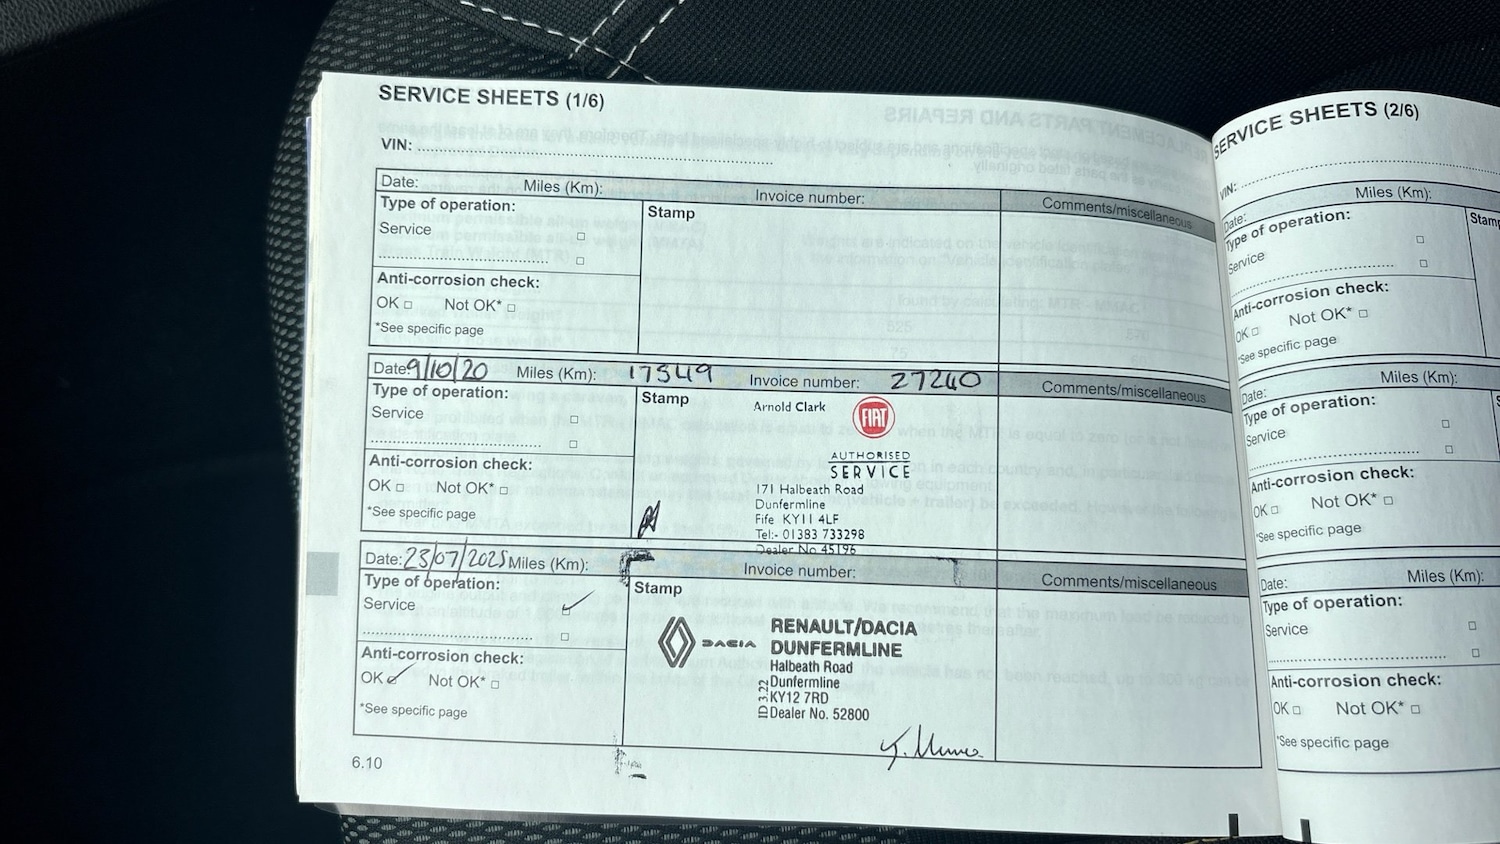 SERVICE SHEETS (1/6)
VIN:
Date: Miles (Km): Invoice number: Comments/miscellaneous
Type of operation: Stamp
Service
Anti-corrosion check:
OK Not OK*
*See specific page
Date: 9/10/20 Miles (Km): 17549 Invoice number: 27240 Comments/miscellaneous
Type of operation: Stamp
Service
Anti-corrosion check:
OK Not OK*
*See specific page
Arnold Clark FIAT
AUTHORISED
SERVICE
171 Halbeath Road
Dunfermline
Fife KY11 4LF
Tel:- 01383 733298
Dealer No 45196
Date: 23/07/2025 Miles (Km): Invoice number: Comments/miscellaneous
Type of operation: Stamp
Service
Anti-corrosion check:
OK Not OK*
*See specific page
DACIA
RENAULT/DACIA
DUNFERMLINE
Halbeath Road
Dunfermline
KY12 7RD
Dealer No. 52800
ID 3.22
6.10
SERVICE SHEETS (2/6)
VIN:
Date: Miles (Km):
Type of operation:
Service
Anti-corrosion check:
OK Not OK*
*See specific page
Date: Miles (Km):
Type of operation:
Service
Anti-corrosion check:
OK Not OK*
*See specific page
Date: Miles (Km):
Type of operation:
Service
Anti-corrosion check:
OK Not OK*
*See specific page